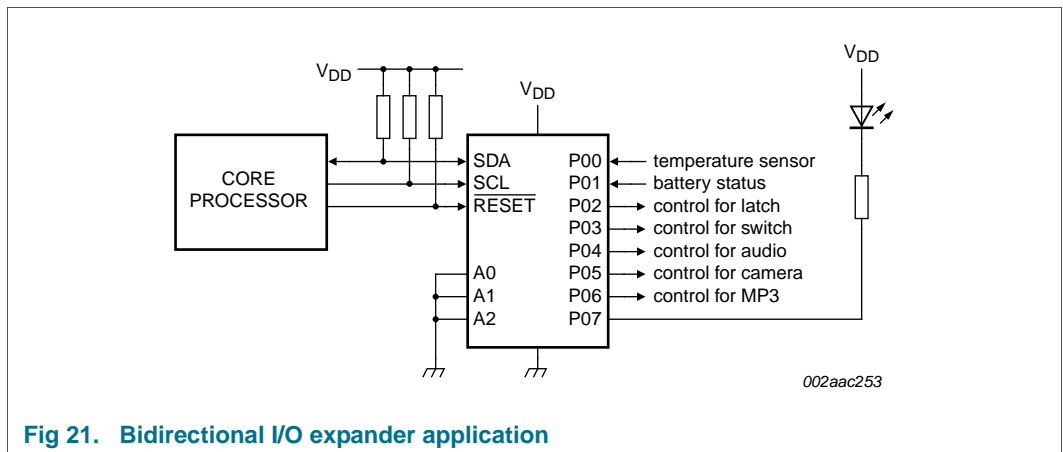 VDD
VDD
VDD
CORE
PROCESSOR
SDA
SCL
RESET
A0
A1
A2
P00
P01
P02
P03
P04
P05
P06
P07
temperature sensor
battery status
control for latch
control for switch
control for audio
control for camera
control for MP3
002aac253
Fig 21. Bidirectional I/O expander application